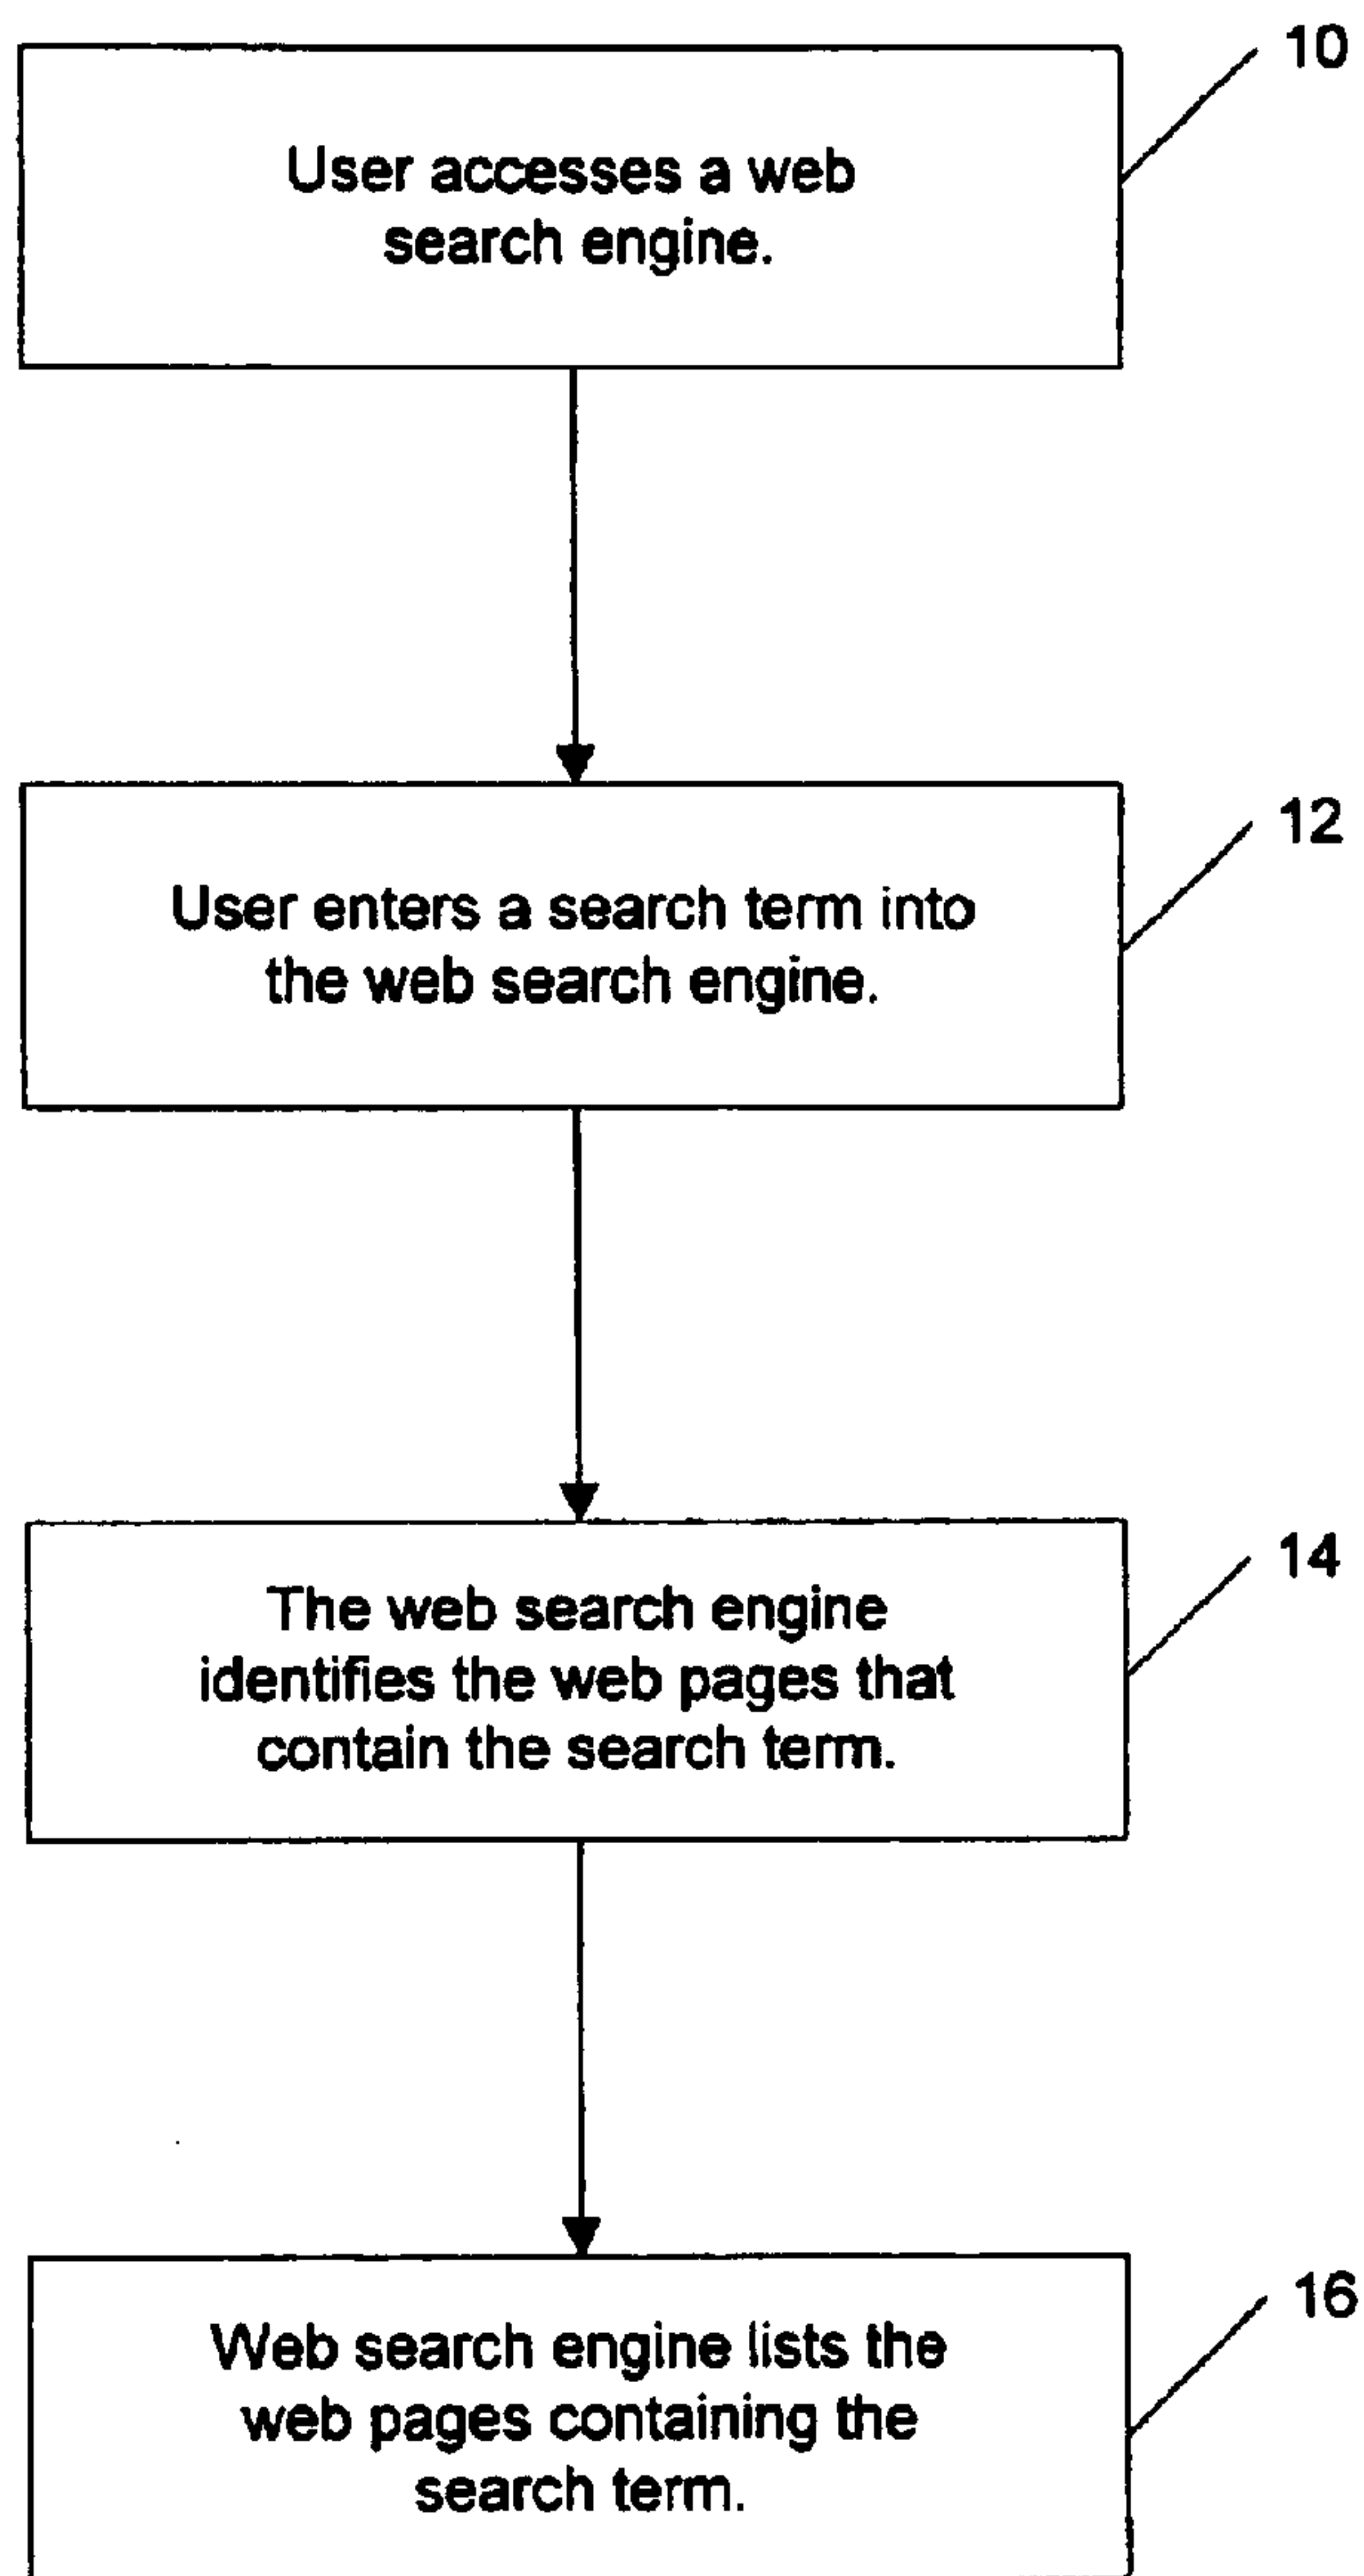 10
User accesses a web
search engine.
12
User enters a search term into
the web search engine.
14
The web search engine
identifies the web pages that
contain the search term.
16
Web search engine lists the
web pages containing the
search term.